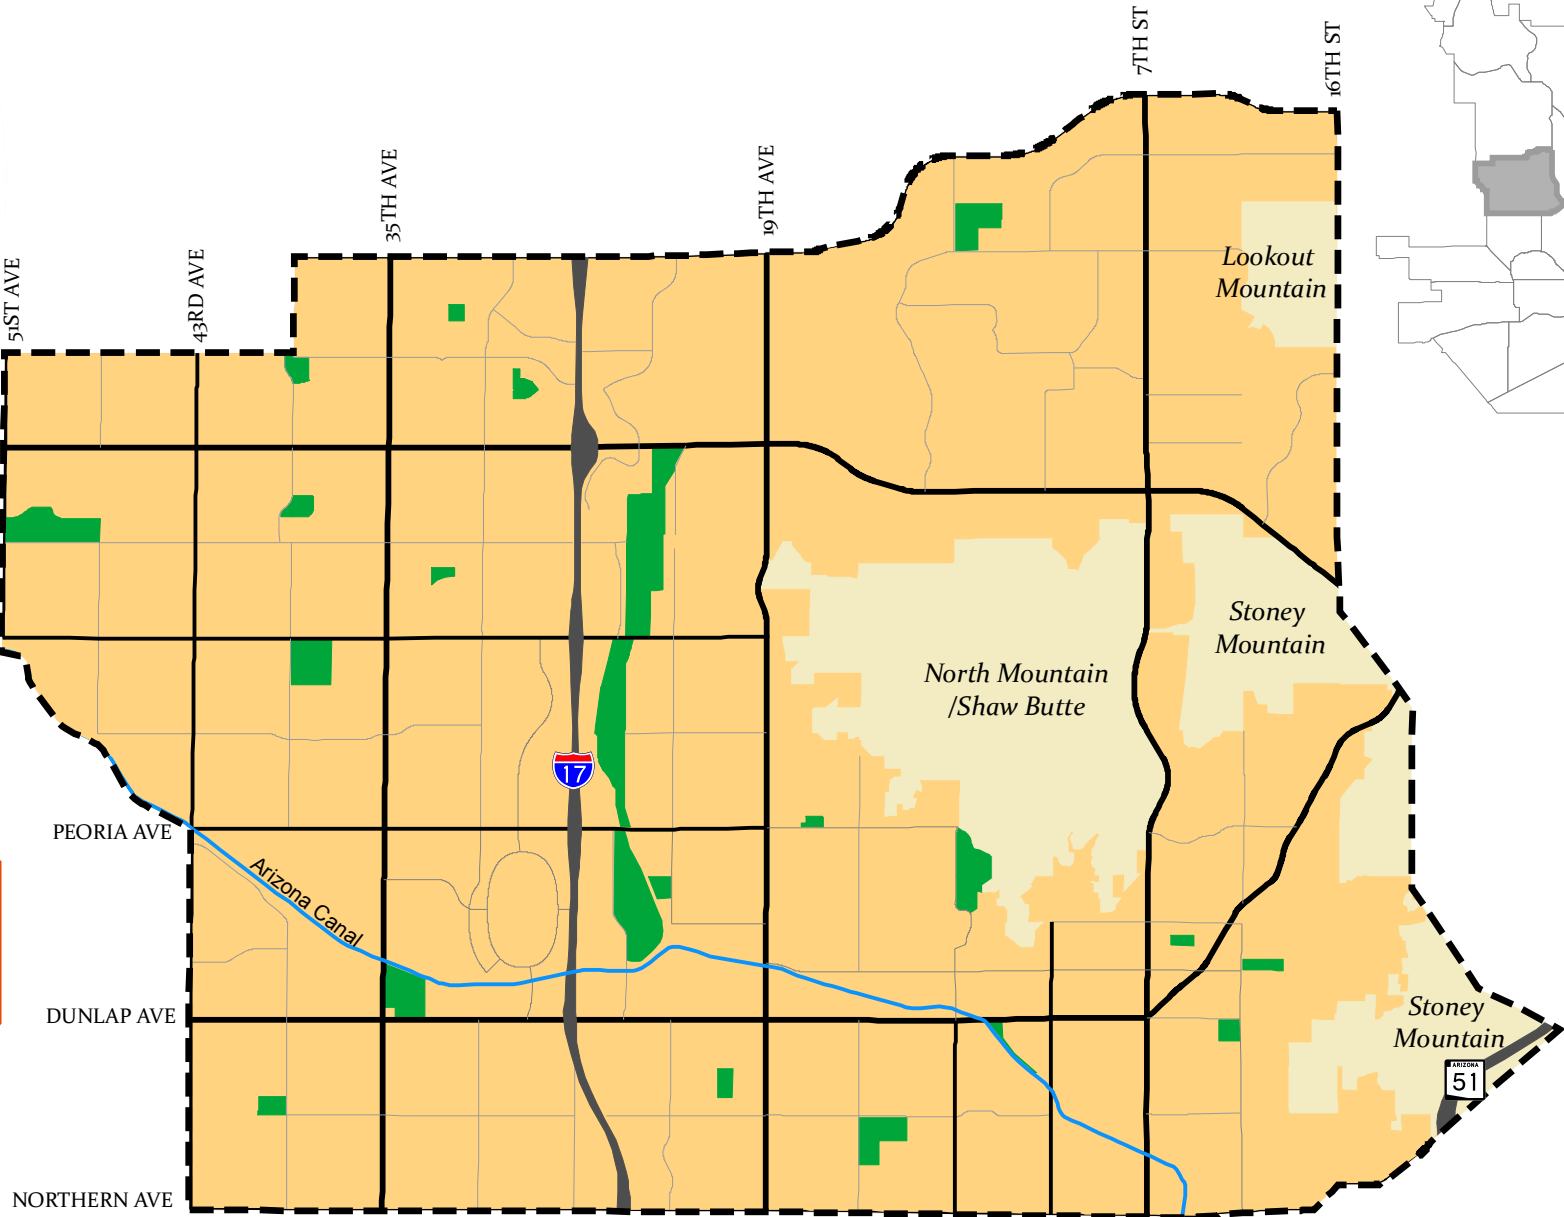 7TH ST
16TH ST
35TH AVE
19TH AVE
51ST AVE
43RD AVE
Lookout
Mountain
Stoney
Mountain
North Mountain
/Shaw Butte
17
PEORIA AVE
Arizona Canal
DUNLAP AVE
Stoney
Mountain
ARIZONA
51
NORTHERN AVE